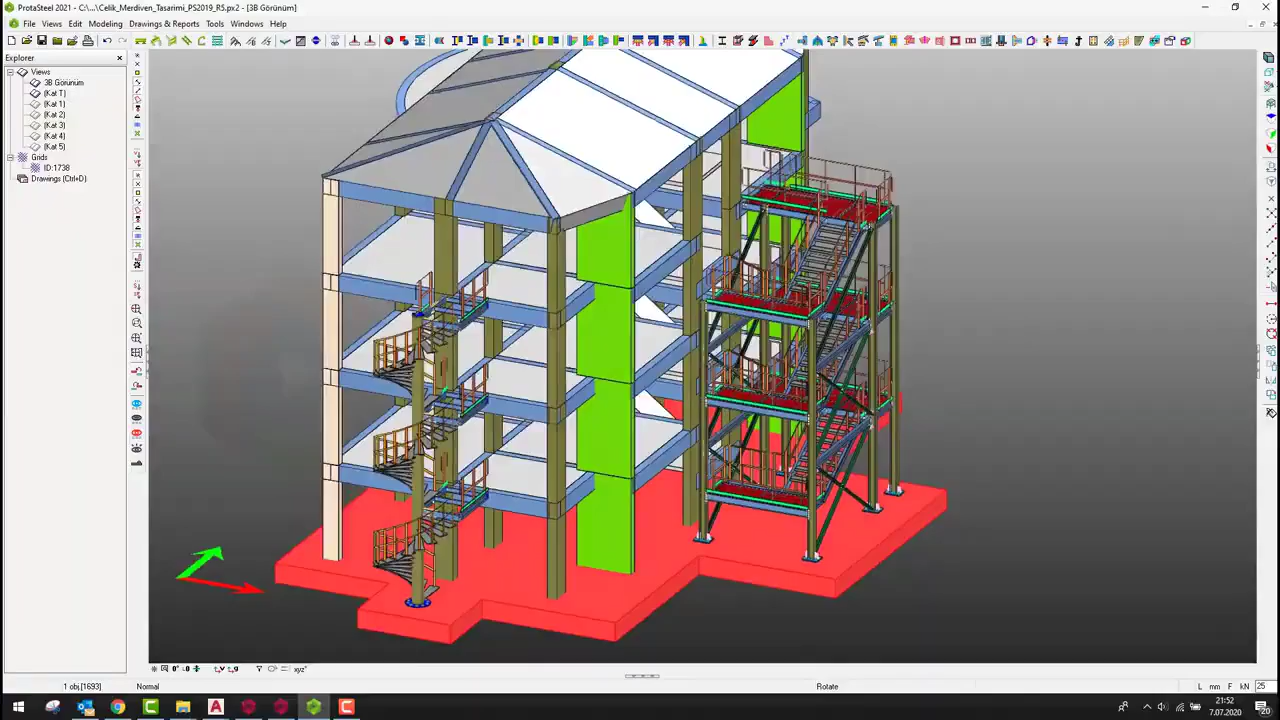 ProtaSteel 2021 - C:\...\Celik_Merdiven_Tasarimi_PS2019_R5.px2 - [3B Görünüm]
File Views Edit Modeling Drawings & Reports Tools Windows Help
Explorer
Views
3B Görünüm
(Kat T)
(Kat 1)
(Kat 2)
(Kat 3)
(Kat 4)
(Kat 5)
Grids
ID:1738
Drawings (Ctrl+D)
xyz°
1 obj.[1693] Normal Rotate L mm F kN 25
21:52
7.07.2020
20